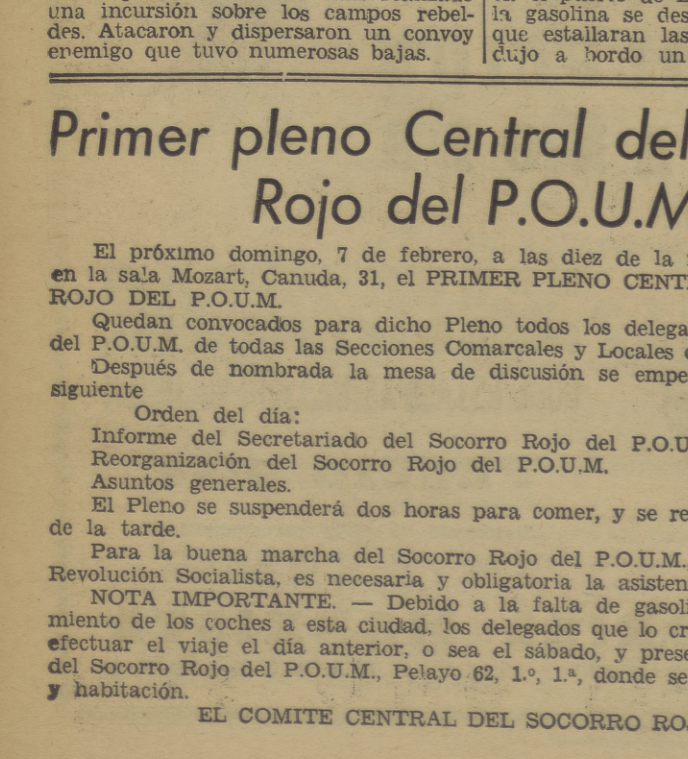 una incursión sobre los campos rebel-
des. Atacaron y dispersaron un convoy
enemigo que tuvo numerosas bajas.
la gasolina se des
que estailaran las
dujo a bordo un
Primer pleno Central del
Rojo del P.O.U.M
El próximo domingo, 7 de febrero, a las diez de la
en la sala Mozart, Canuda, 31, el PRIMER PLENO CENT
ROJO DEL P.O.U.M.
Quedan convocados para dicho Pleno todos los delega
del P.O.U.M. de todas las Secciones Comarcales y Locales
Después de nombrada la mesa de discusión se empe
siguiente
Orden del día:
Informe del Secretariado del Socorro Rojo del P.O.U
Reorganización del Socorro Rojo del P.O.U.M.
Asuntos generales.
El Pleno se suspenderá dos horas para comer, y se re
de la tarde.
Para la buena marcha del Socorro Rojo del P.O.U.M.
Revolución Socialista, es necesaria y obligatoria la asisten
NOTA IMPORTANTE. — Debido a la falta de gasoli
miento de los coches a esta ciudad, los delegados que lo cr
efectuar el viaje el día anterior, o sea el sábado, y prese
del Socorro Rojo del P.O.U.M., Pelayo 62, 1.º, 1.ª, donde se
y habitación.
EL COMITE CENTRAL DEL SOCORRO RO